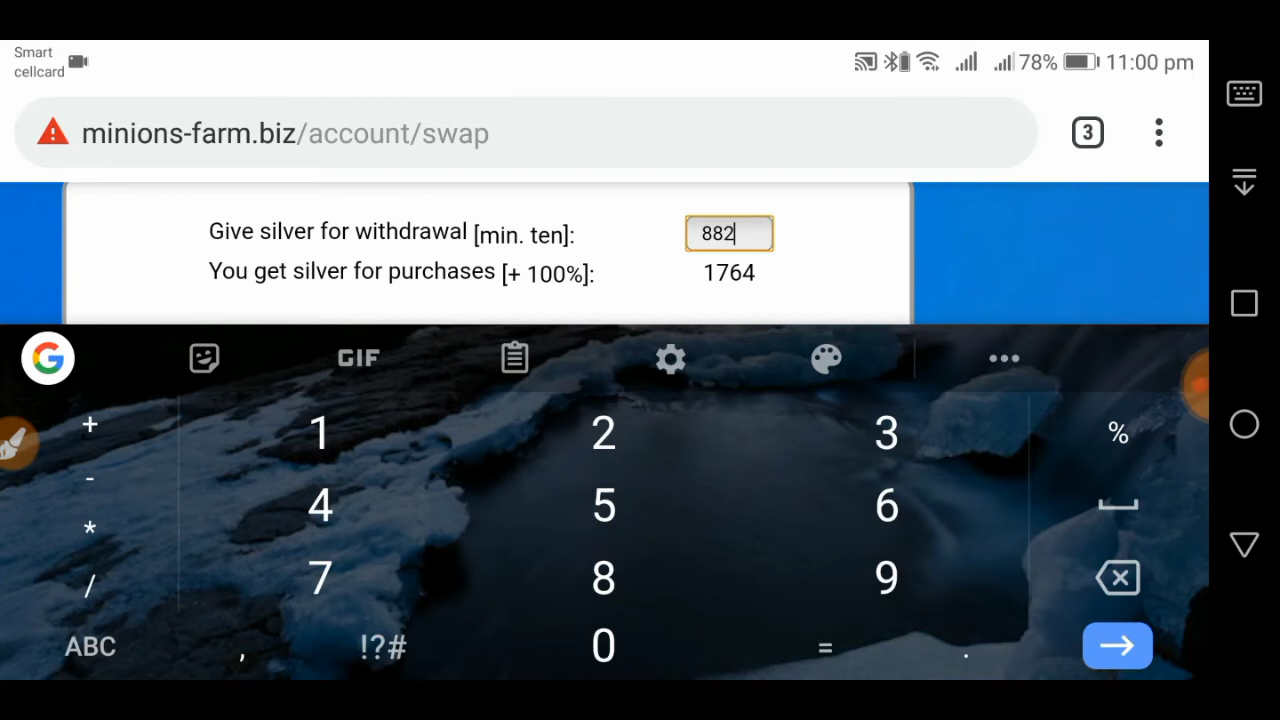 Smart
cellcard
78% 11:00 pm
minions-farm.biz/account/swap
3
Give silver for withdrawal [min. ten]:
882
You get silver for purchases [+ 100%]:
1764
G
GIF
+ 1 2 3 %
- 4 5 6
*
/ 7 8 9
ABC , !?# 0 = .